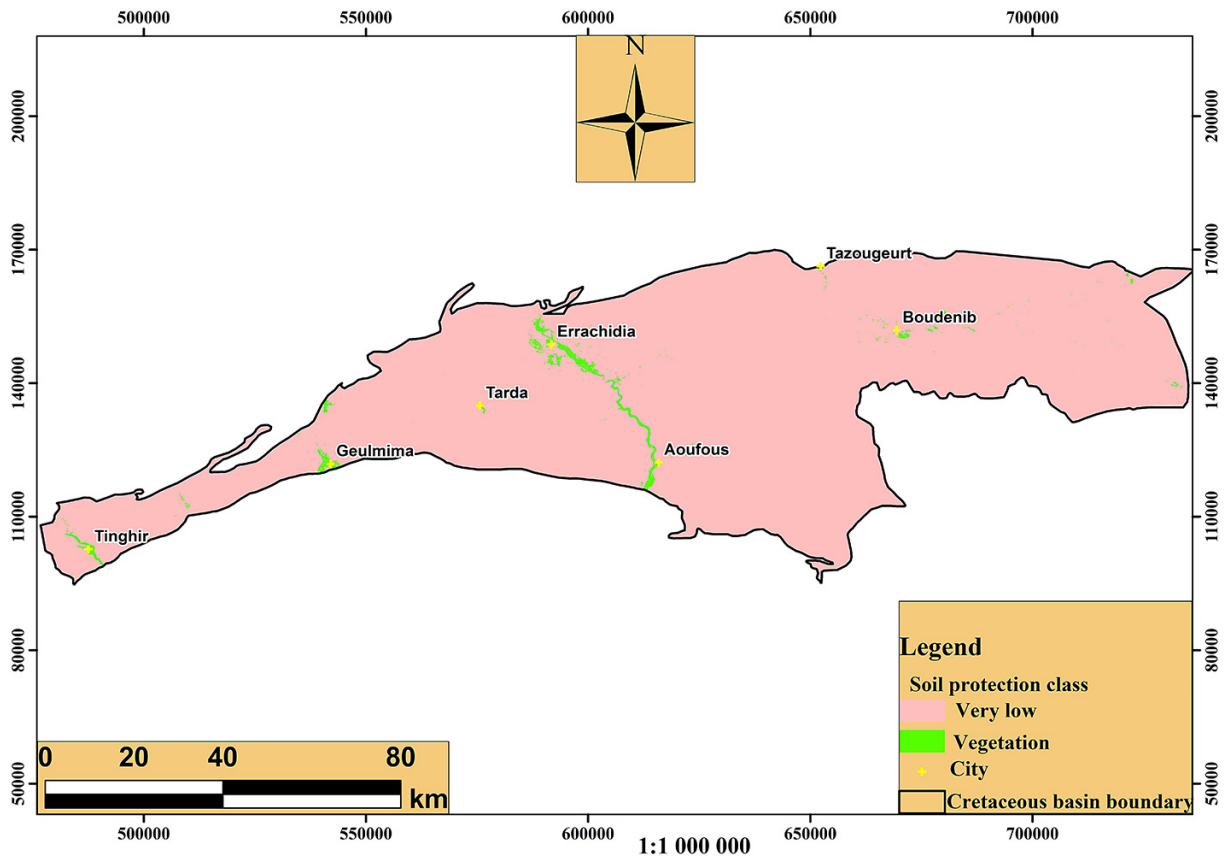 500000 550000 600000 650000 700000
N
200000 200000
170000 170000
Tazougeurt
Boudenib
Errachidia
140000 140000
Tarda
Geulmima
Aoufous
110000 110000
Tinghir
Legend
Soil protection class
Very low
Vegetation
City
Cretaceous basin boundary
80000 80000
0 20 40 80
km
50000 50000
500000 550000 600000 650000 700000
1:1 000 000